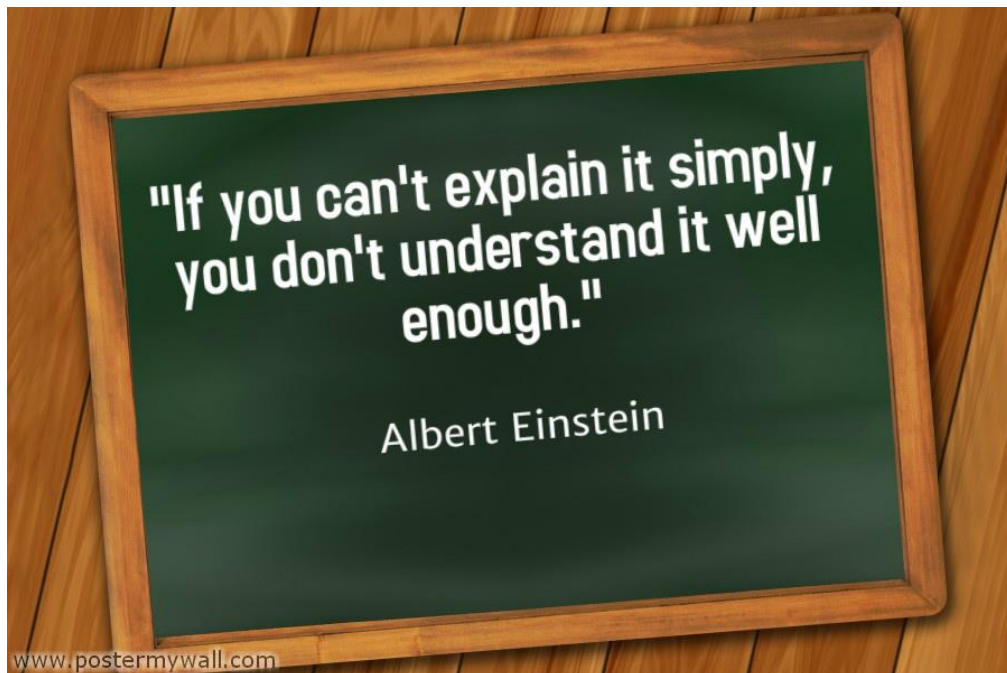 "If you can't explain it simply,
you don't understand it well
enough."
Albert Einstein
www.postermywall.com